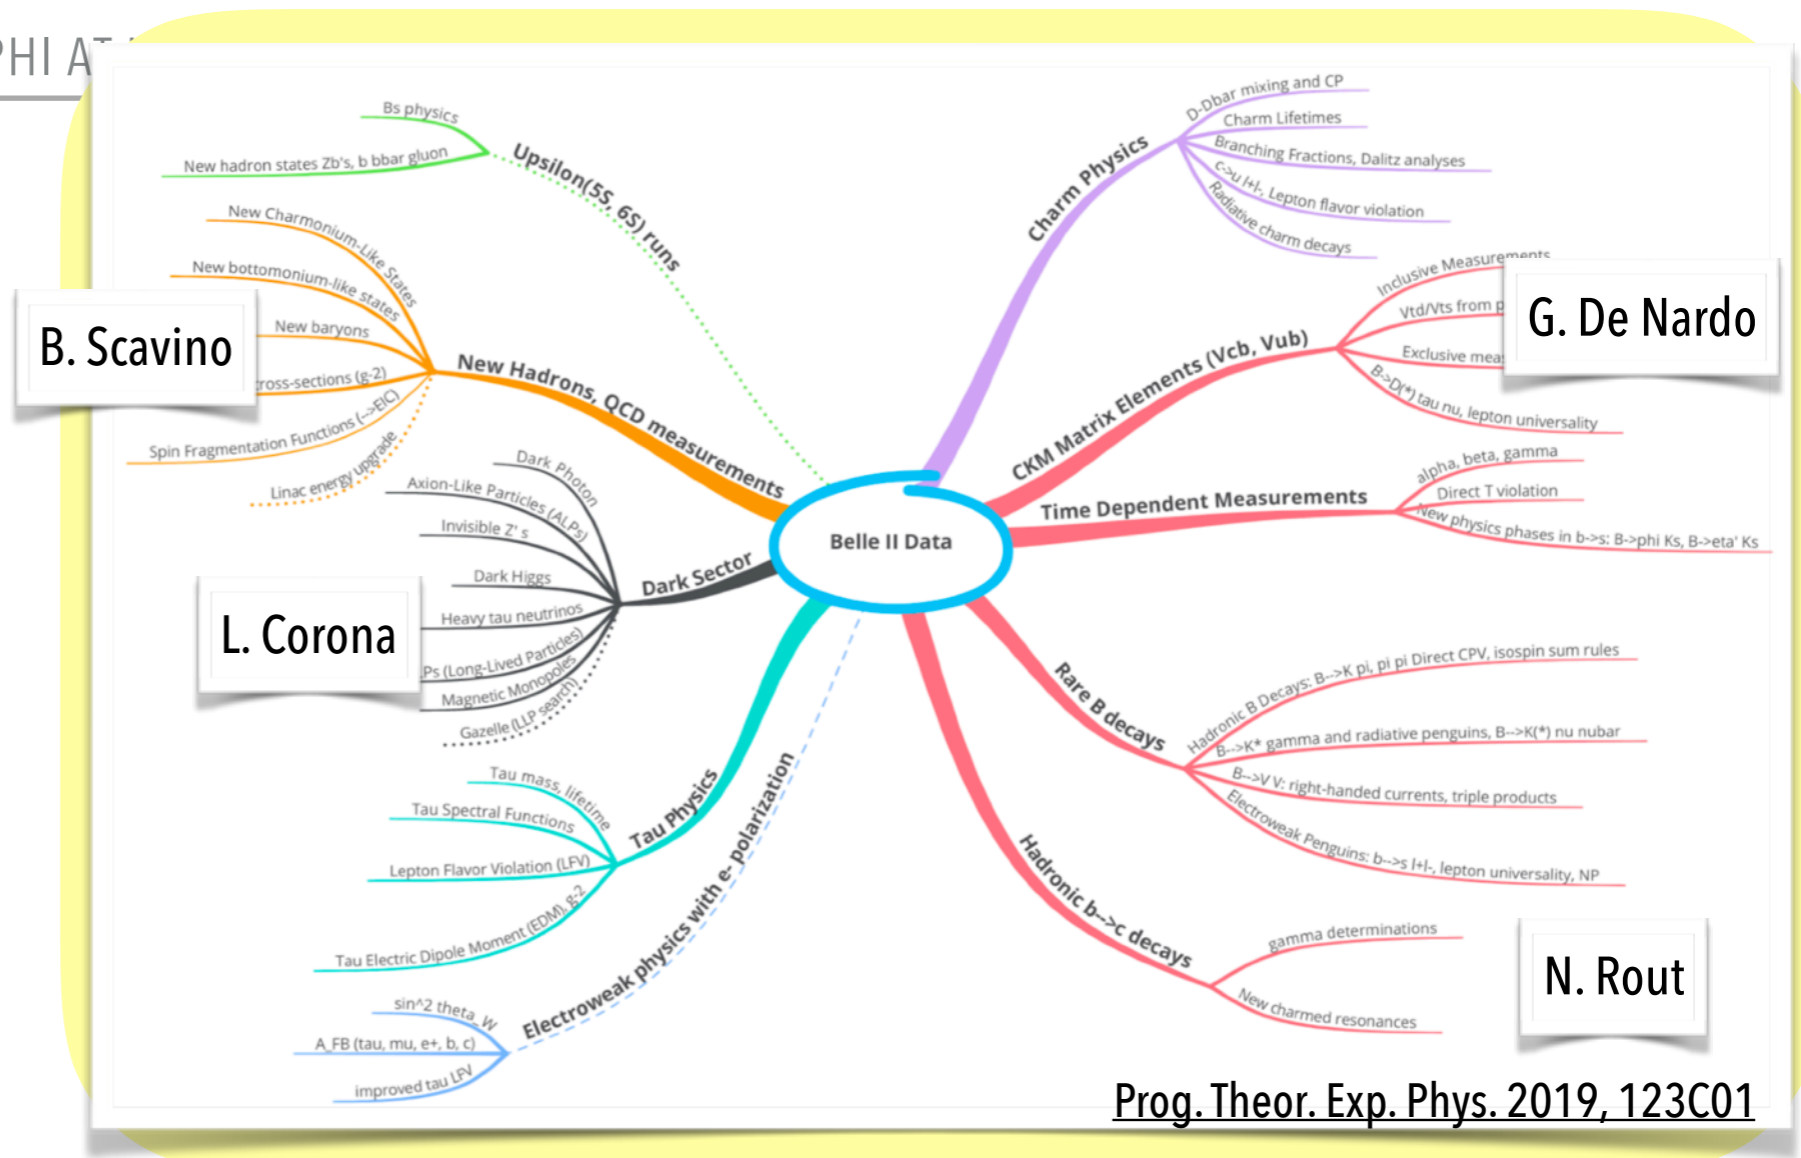 PHI AT
Bs physics
New hadron states Zb's, b bbar gluon
Upsilon(5S, 6S) runs
New Charmonium-Like States
New bottomonium-like states
New baryons
cross-sections (g-2)
Spin Fragmentation Functions (-->EIC)
Linac energy upgrade
New Hadrons, QCD measurements
B. Scavino
Dark Photon
Axion-Like Particles (ALPs)
Invisible Z' s
Dark Higgs
Heavy tau neutrinos
Ps (Long-Lived Particles)
Magnetic Monopoles
Gazelle (LLP search)
Dark Sector
L. Corona
Tau mass, lifetime
Tau Spectral Functions
Lepton Flavor Violation (LFV)
Tau Electric Dipole Moment (EDM), g-2
Tau Physics
sin^2 theta_W
A_FB (tau, mu, e+, b, c)
improved tau LFV
Electroweak physics with e- polarization
Belle II Data
Charm Physics
D-Dbar mixing and CP
Charm Lifetimes
Branching Fractions, Dalitz analyses
c->u l+l-, Lepton flavor violation
Radiative charm decays
CKM Matrix Elements (Vcb, Vub)
Inclusive Measurements
Vtd/Vts from p
Exclusive meas
B->D(*) tau nu, lepton universality
G. De Nardo
Time Dependent Measurements
alpha, beta, gamma
Direct T violation
New physics phases in b->s: B->phi Ks, B->eta' Ks
Rare B decays
Hadronic B Decays: B-->K pi, pi pi Direct CPV, isospin sum rules
B-->K* gamma and radiative penguins, B-->K(*) nu nubar
B-->V V: right-handed currents, triple products
Electroweak Penguins: b-->s l+l-, lepton universality, NP
Hadronic b-->c decays
gamma determinations
New charmed resonances
N. Rout
Prog. Theor. Exp. Phys. 2019, 123C01